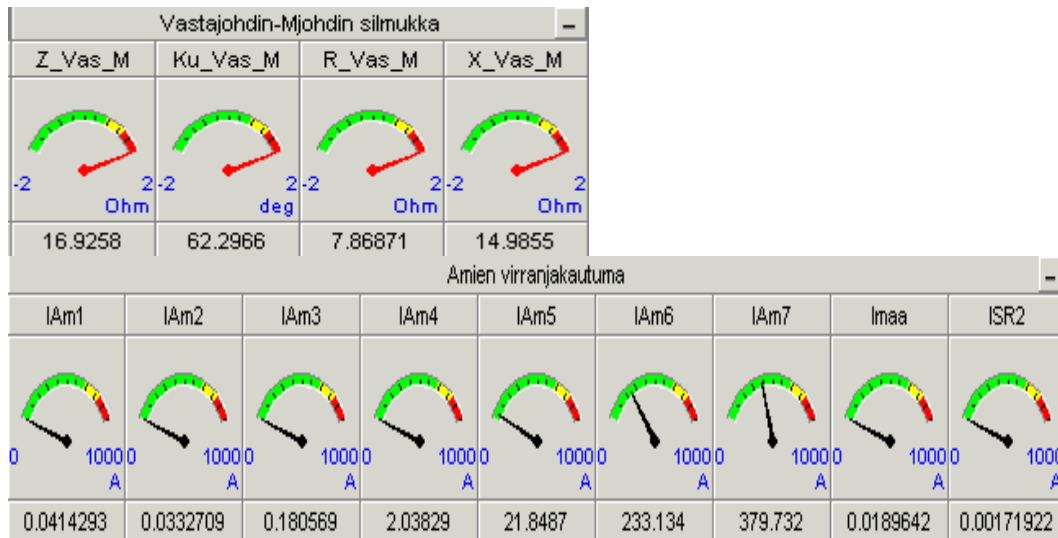 Vastajohdin-Mjohdin silmukka
Z_Vas_M Ku_Vas_M R_Vas_M X_Vas_M
-2 2 -2 2 -2 2 -2 2
Ohm deg Ohm Ohm
16.9258 62.2966 7.86871 14.9855
Amien virranjakautuma
IAm1 IAm2 IAm3 IAm4 IAm5 IAm6 IAm7 Imaa ISR2
0 1000 0 1000 0 1000 0 1000 0 1000 0 1000 0 1000 0 1000 0 1000
A A A A A A A A A
0.0414293 0.0332709 0.180569 2.03829 21.8487 233.134 379.732 0.0189642 0.00171922